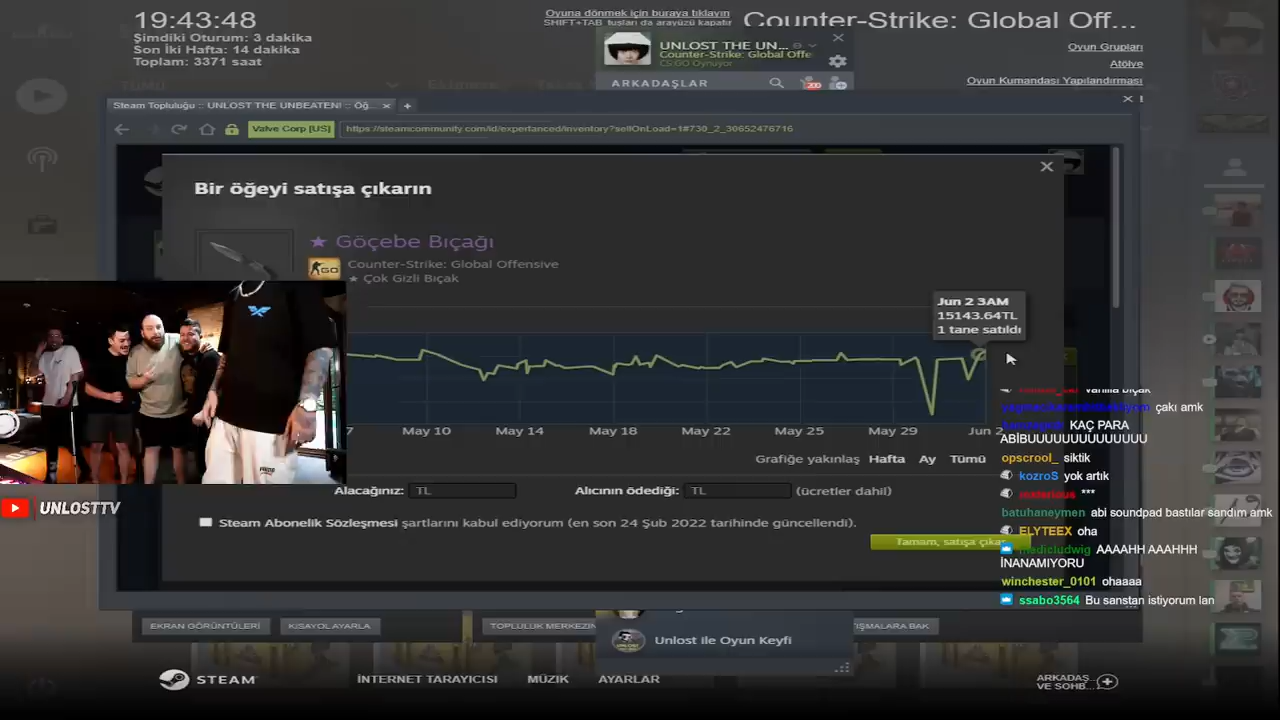 19:43:48
Şimdiki Oturum: 3 dakika
Son İki Hafta: 14 dakika
Toplam: 3371 saat
Oyuna dönmek için buraya tıklayın
SHIFT+TAB tuşları da arayüzü kapatır
Counter-Strike: Global Off...
Oyun Grupları
Atölye
Oyun Kumandası Yapılandırması
UNLOST THE UN...
Counter-Strike: Global Offe
CS:GO Oynuyor
ARKADAŞLAR
200
Steam Topluluğu :: UNLOST THE UNBEATEN! :: Öğ...
Valve Corp [US]
https://steamcommunity.com/id/experfanced/inventory?sellOnLoad=1#730_2_30652476716
Bir öğeyi satışa çıkarın
★ Göçebe Bıçağı
GO
Counter-Strike: Global Offensive
★ Çok Gizli Bıçak
Jun 2 3AM
15143.64TL
1 tane satıldı
7 May 10 May 14 May 18 May 22 May 25 May 29 Jun 2
Grafiğe yakınlaş Hafta Ay Tümü
Alacağınız: TL Alıcının ödediği: TL (ücretler dahil)
Steam Abonelik Sözleşmesi şartlarını kabul ediyorum (en son 24 Şub 2022 tarihinde güncellendi).
Tamam, satışa çıkar
UNLOSTTV
vanilla bıçak
çakı amk
KAÇ PARA
ABİBUUUUUUUUUUUUUU
opscrool_ siktik
kozroS yok artık
***
batuhaneymen abi soundpad bastılar sandım amk
ELYTEEX oha
medicludwig AAAAHH AAAHHH
İNANAMIYORU
winchester_0101 ohaaaa
ssabo3564 Bu sanstan istiyorum lan
EKRAN GÖRÜNTÜLERİ
KISAYOL AYARLA
TOPLULUK MERKEZİN
IŞMALARA BAK
Unlost ile Oyun Keyfi
STEAM
İNTERNET TARAYICISI
MÜZİK
AYARLAR
ARKADAŞ...
VE SOHB...